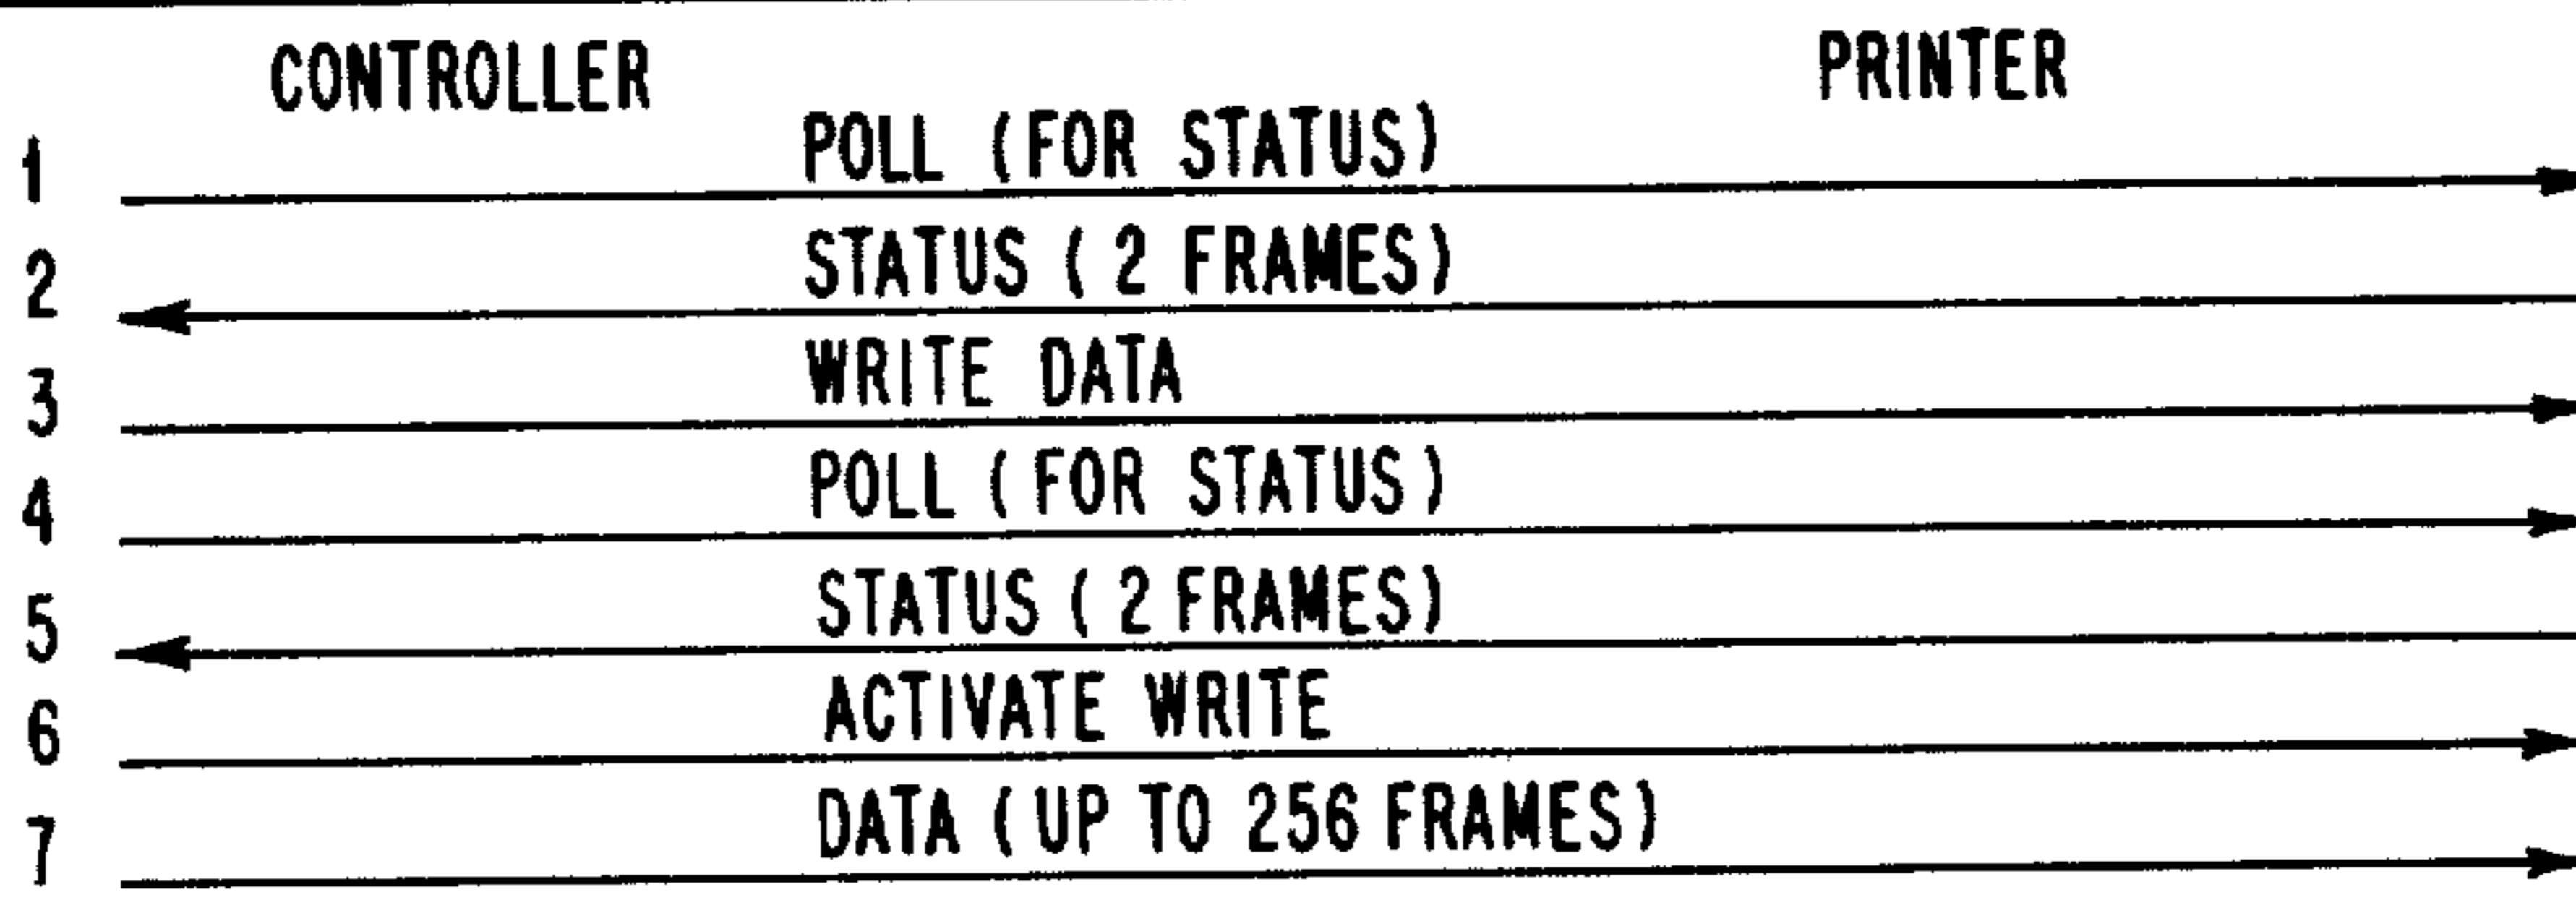 CONTROLLER PRINTER
1 POLL (FOR STATUS)
2 STATUS (2 FRAMES)
3 WRITE DATA
4 POLL (FOR STATUS)
5 STATUS (2 FRAMES)
6 ACTIVATE WRITE
7 DATA (UP TO 256 FRAMES)